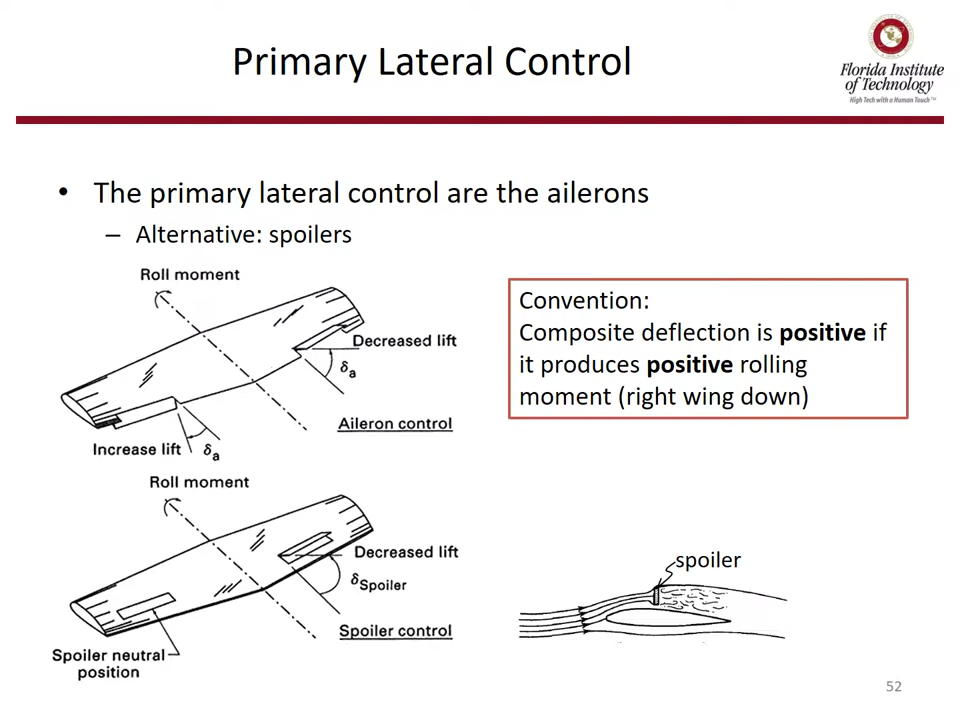 Primary Lateral Control
Florida Institute
of Technology
High Tech with a Human Touch™
• The primary lateral control are the ailerons
– Alternative: spoilers
Roll moment
Decreased lift
δa
Aileron control
Increase lift
δa
Convention:
Composite deflection is positive if
it produces positive rolling
moment (right wing down)
Roll moment
Decreased lift
δSpoiler
Spoiler control
Spoiler neutral
position
spoiler
52